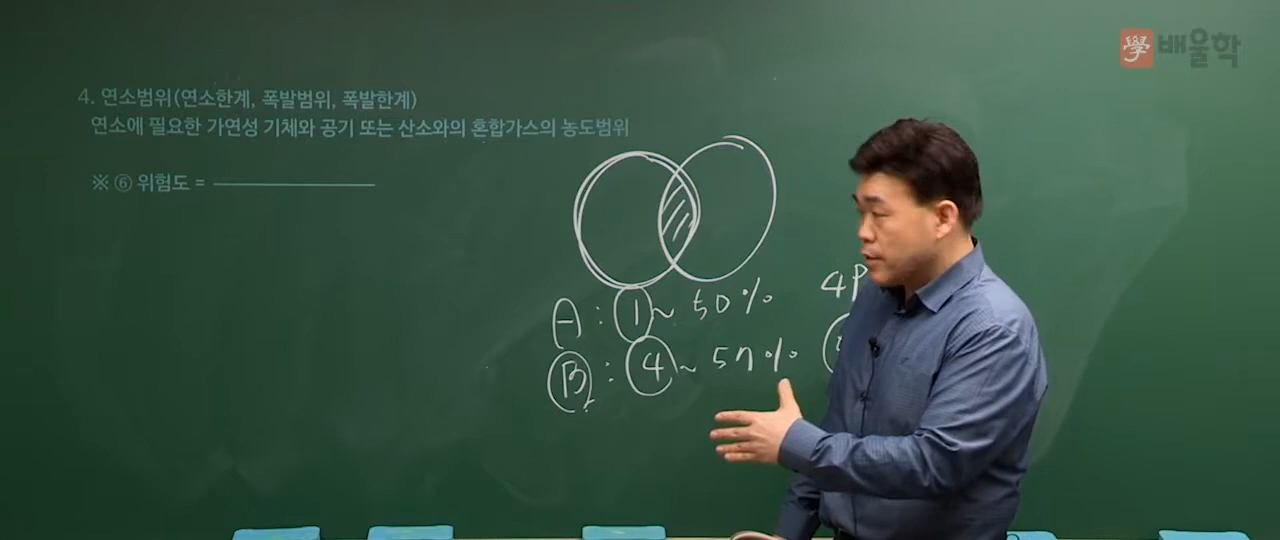 學 배울학
4. 연소범위(연소한계, 폭발범위, 폭발한계)
연소에 필요한 가연성 기체와 공기 또는 산소와의 혼합가스의 농도범위
※ ⑥ 위험도 =
A : 1 ~ 50 %
4P
B : 4 ~ 57 %